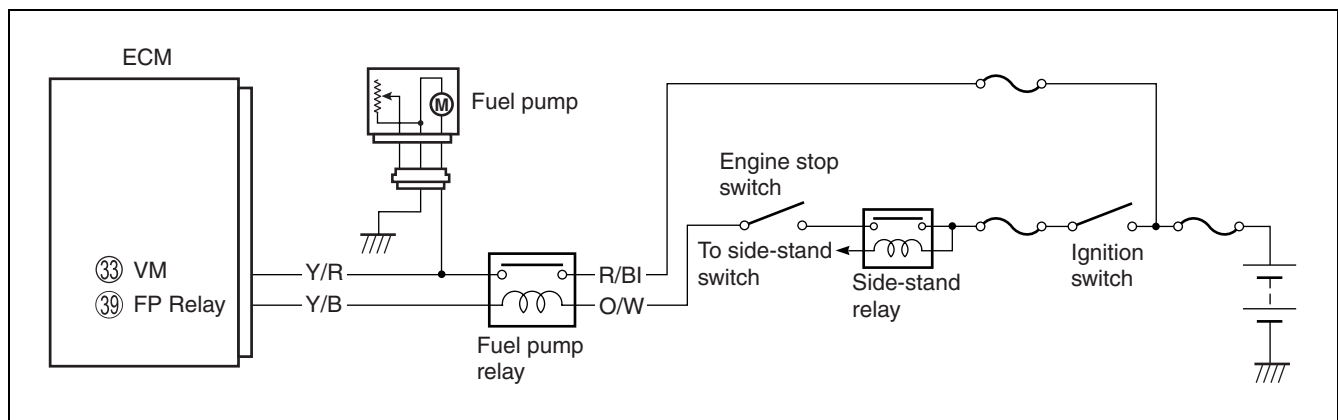 ECM
Fuel pump
M
Engine stop
switch
To side-stand
switch
Side-stand
relay
Ignition
switch
33 VM
39 FP Relay
Y/R
Y/B
R/Bl
O/W
Fuel pump
relay